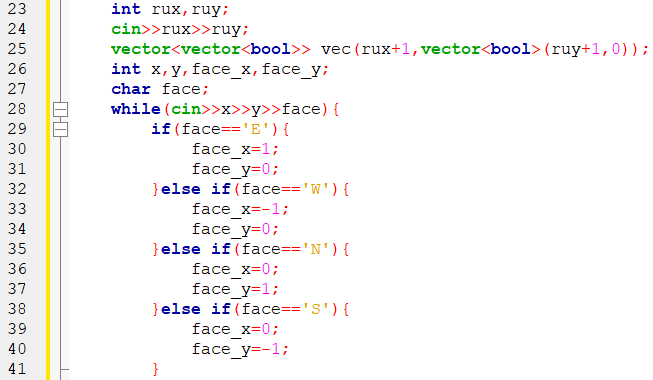 23 int rux,ruy;
24 cin>>rux>>ruy;
25 vector<vector<bool>> vec(rux+1,vector<bool>(ruy+1,0));
26 int x,y,face_x,face_y;
27 char face;
28 while(cin>>x>>y>>face){
29 if(face=='E'){
30 face_x=1;
31 face_y=0;
32 }else if(face=='W'){
33 face_x=-1;
34 face_y=0;
35 }else if(face=='N'){
36 face_x=0;
37 face_y=1;
38 }else if(face=='S'){
39 face_x=0;
40 face_y=-1;
41 }